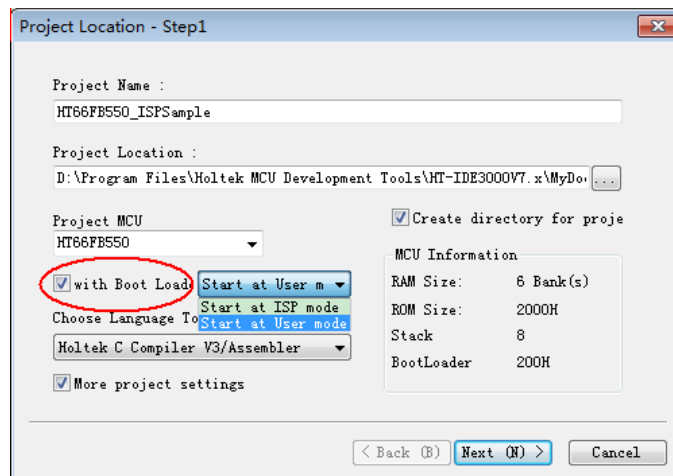 Project Location - Step1
Project Name :
HT66FB550_ISPSample
Project Location :
D:\Program Files\Holtek MCU Development Tools\HT-IDE3000V7.x\MyDo
...
Project MCU
HT66FB550
Create directory for proje
with Boot Load
Start at User m
Start at ISP mode
Start at User mode
Choose Language To
Holtek C Compiler V3/Assembler
More project settings
MCU Information
RAM Size: 6 Bank(s)
ROM Size: 2000H
Stack 8
BootLoader 200H
< Back (B) Next (N) > Cancel